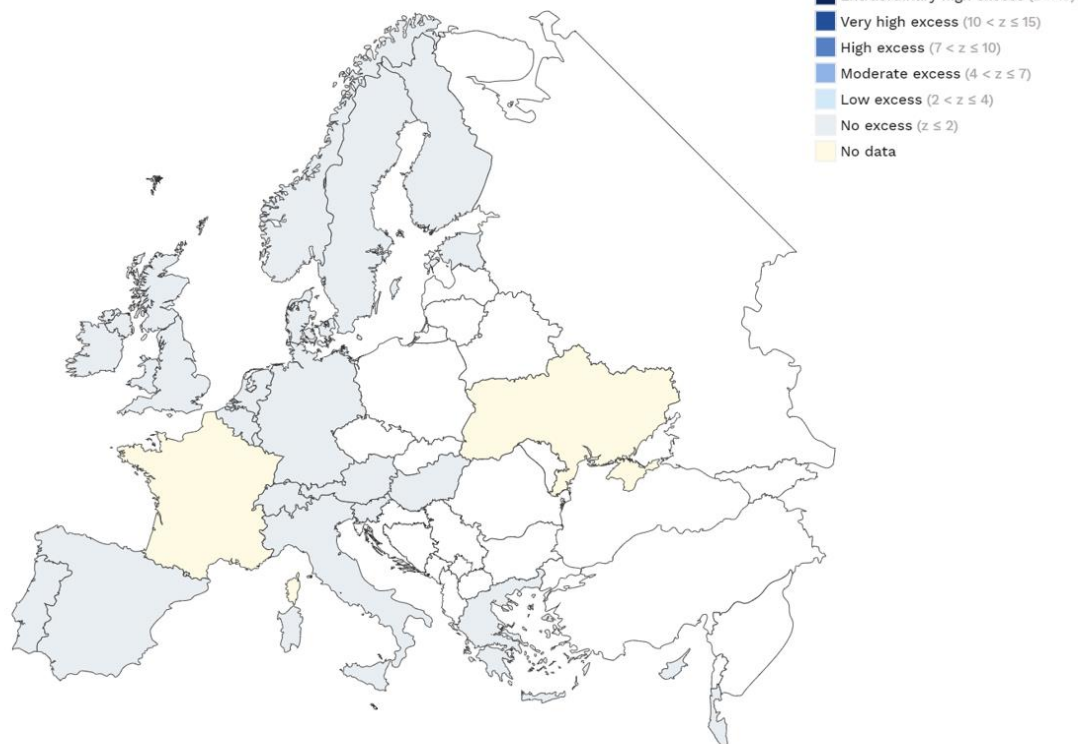 Very high excess (10 < z ≤ 15)
High excess (7 < z ≤ 10)
Moderate excess (4 < z ≤ 7)
Low excess (2 < z ≤ 4)
No excess (z ≤ 2)
No data